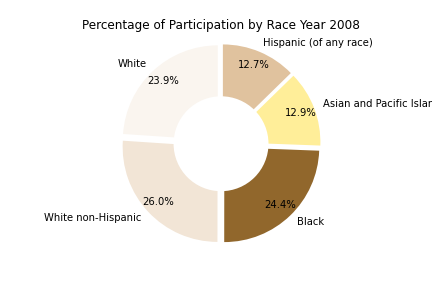 Percentage of Participation by Race Year 2008
Hispanic (of any race)
12.7%
White
23.9%
Asian and Pacific
12.9%
26.0%
White non-Hispanic
24.4%
Black